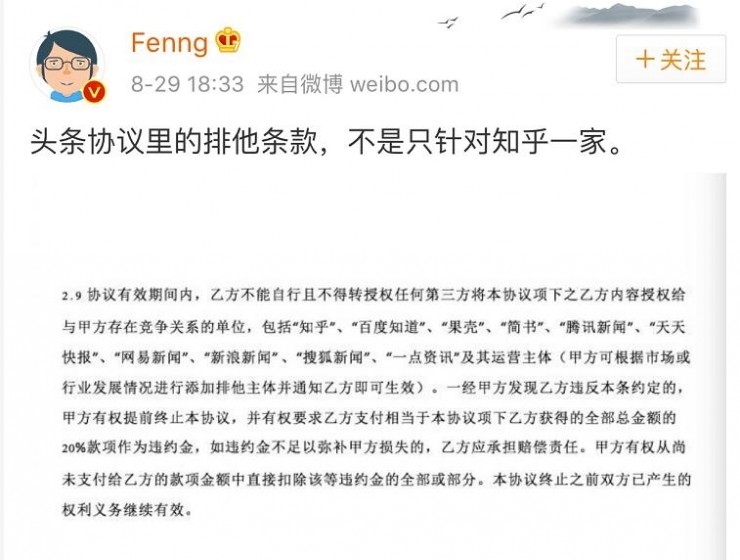 Fenng
8-29 18:33 来自微博 weibo.com
+关注
头条协议里的排他条款，不是只针对知乎一家。
2.9 协议有效期间内，乙方不能自行且不得转授权任何第三方将本协议项下之乙方内容授权给
与甲方存在竞争关系的单位，包括“知乎”、“百度知道”、“果壳”、“简书”、“腾讯新闻”、“天天
快报”、“网易新闻”、“新浪新闻”、“搜狐新闻”、“一点资讯”及其运营主体（甲方可根据市场或
行业发展情况进行添加排他主体并通知乙方即可生效）。一经甲方发现乙方违反本条约定的，
甲方有权提前终止本协议，并有权要求乙方支付相当于本协议项下乙方获得的全部总金额的
20%款项作为违约金，如违约金不足以弥补甲方损失的，乙方应承担赔偿责任。甲方有权从尚
未支付给乙方的款项金额中直接扣除该等违约金的全部或部分。本协议终止之前双方已产生的
权利义务继续有效。